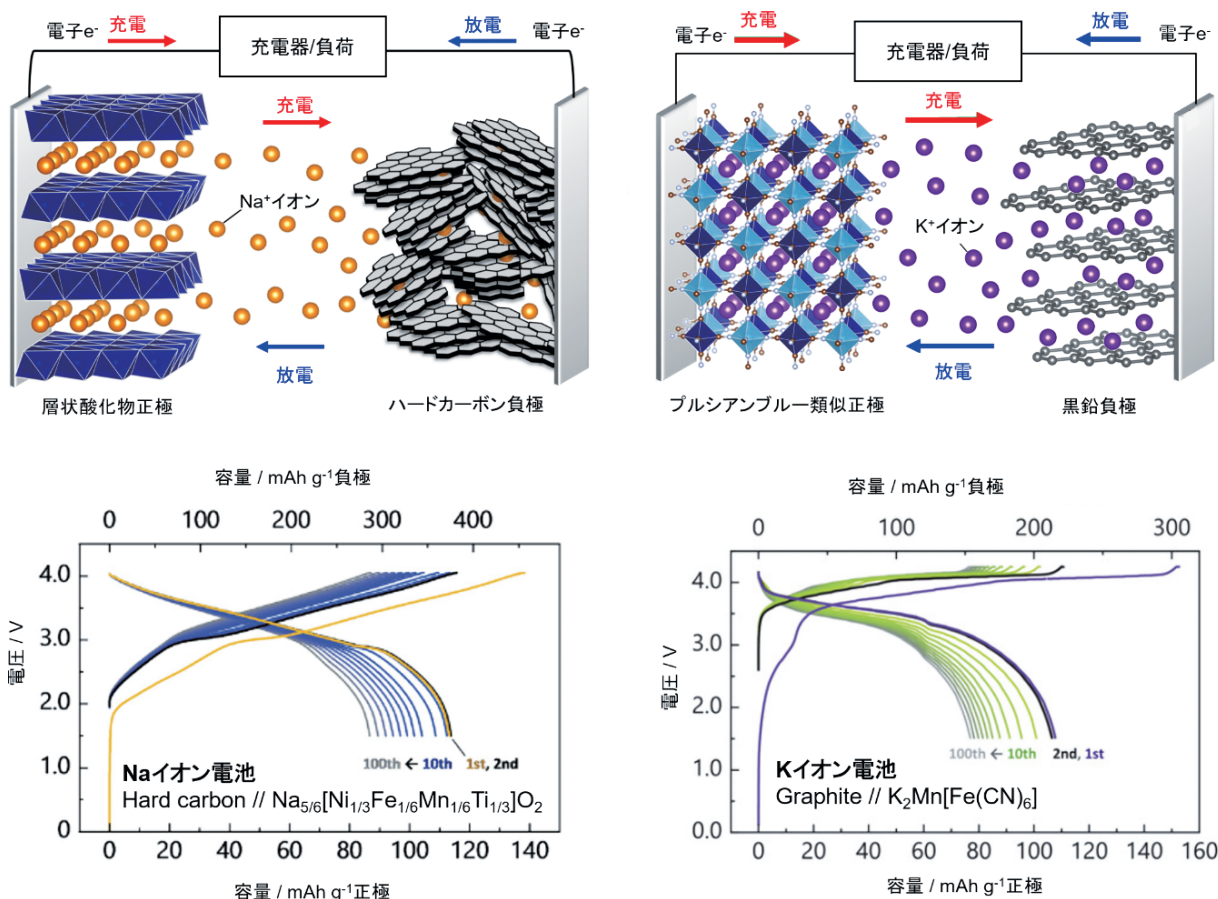 電子e⁻ 充電 充電器/負荷 放電 電子e⁻
充電
Na⁺イオン
放電
層状酸化物正極 ハードカーボン負極
電子e⁻ 充電 充電器/負荷 放電 電子e⁻
充電
K⁺イオン
放電
プルシアンブルー類似正極 黒鉛負極
容量 / mAh g⁻¹負極
0 100 200 300 400
電圧 / V
4.0
3.0
2.0
1.0
0
100th ← 10th 1st, 2nd
Naイオン電池
Hard carbon // Na₅/₆[Ni₁/₃Fe₁/₆Mn₁/₆Ti₁/₃]O₂
0 20 40 60 80 100 120 140
容量 / mAh g⁻¹正極
容量 / mAh g⁻¹負極
0 100 200 300
電圧 / V
4.0
3.0
2.0
1.0
0.0
100th ← 10th 2nd, 1st
Kイオン電池
Graphite // K₂Mn[Fe(CN)₆]
0 20 40 60 80 100 120 140 160
容量 / mAh g⁻¹正極